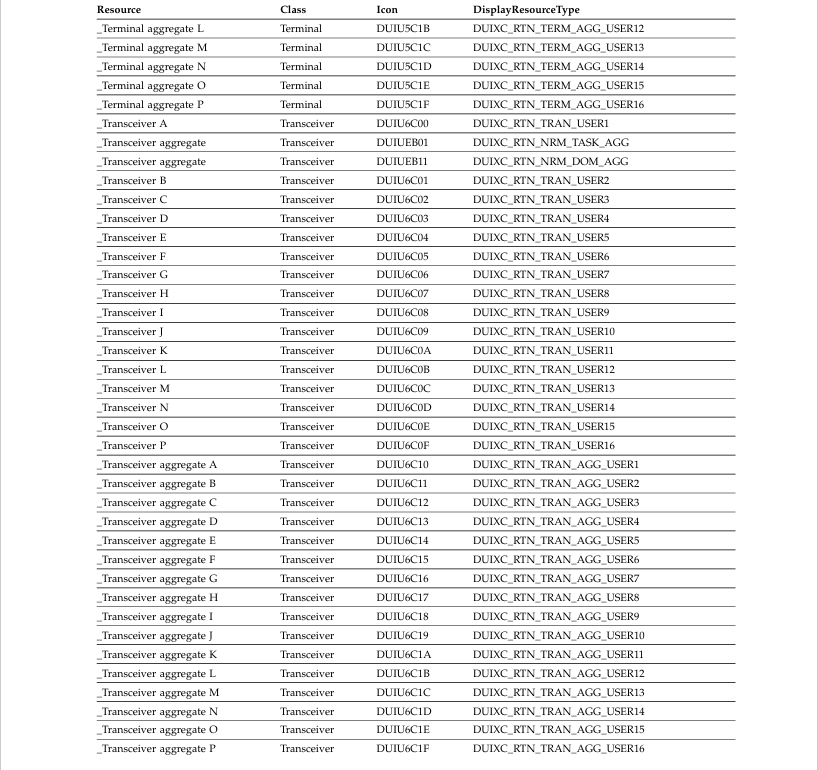 Resource Class Icon DisplayResourceType
_Terminal aggregate L Terminal DUIU5C1B DUIXC_RTN_TERM_AGG_USER12
_Terminal aggregate M Terminal DUIU5C1C DUIXC_RTN_TERM_AGG_USER13
_Terminal aggregate N Terminal DUIU5C1D DUIXC_RTN_TERM_AGG_USER14
_Terminal aggregate O Terminal DUIU5C1E DUIXC_RTN_TERM_AGG_USER15
_Terminal aggregate P Terminal DUIU5C1F DUIXC_RTN_TERM_AGG_USER16
_Transceiver A Transceiver DUIU6C00 DUIXC_RTN_TRAN_USER1
_Transceiver aggregate Transceiver DUIUEB01 DUIXC_RTN_NRM_TASK_AGG
_Transceiver aggregate Transceiver DUIUEB11 DUIXC_RTN_NRM_DOM_AGG
_Transceiver B Transceiver DUIU6C01 DUIXC_RTN_TRAN_USER2
_Transceiver C Transceiver DUIU6C02 DUIXC_RTN_TRAN_USER3
_Transceiver D Transceiver DUIU6C03 DUIXC_RTN_TRAN_USER4
_Transceiver E Transceiver DUIU6C04 DUIXC_RTN_TRAN_USER5
_Transceiver F Transceiver DUIU6C05 DUIXC_RTN_TRAN_USER6
_Transceiver G Transceiver DUIU6C06 DUIXC_RTN_TRAN_USER7
_Transceiver H Transceiver DUIU6C07 DUIXC_RTN_TRAN_USER8
_Transceiver I Transceiver DUIU6C08 DUIXC_RTN_TRAN_USER9
_Transceiver J Transceiver DUIU6C09 DUIXC_RTN_TRAN_USER10
_Transceiver K Transceiver DUIU6C0A DUIXC_RTN_TRAN_USER11
_Transceiver L Transceiver DUIU6C0B DUIXC_RTN_TRAN_USER12
_Transceiver M Transceiver DUIU6C0C DUIXC_RTN_TRAN_USER13
_Transceiver N Transceiver DUIU6C0D DUIXC_RTN_TRAN_USER14
_Transceiver O Transceiver DUIU6C0E DUIXC_RTN_TRAN_USER15
_Transceiver P Transceiver DUIU6C0F DUIXC_RTN_TRAN_USER16
_Transceiver aggregate A Transceiver DUIU6C10 DUIXC_RTN_TRAN_AGG_USER1
_Transceiver aggregate B Transceiver DUIU6C11 DUIXC_RTN_TRAN_AGG_USER2
_Transceiver aggregate C Transceiver DUIU6C12 DUIXC_RTN_TRAN_AGG_USER3
_Transceiver aggregate D Transceiver DUIU6C13 DUIXC_RTN_TRAN_AGG_USER4
_Transceiver aggregate E Transceiver DUIU6C14 DUIXC_RTN_TRAN_AGG_USER5
_Transceiver aggregate F Transceiver DUIU6C15 DUIXC_RTN_TRAN_AGG_USER6
_Transceiver aggregate G Transceiver DUIU6C16 DUIXC_RTN_TRAN_AGG_USER7
_Transceiver aggregate H Transceiver DUIU6C17 DUIXC_RTN_TRAN_AGG_USER8
_Transceiver aggregate I Transceiver DUIU6C18 DUIXC_RTN_TRAN_AGG_USER9
_Transceiver aggregate J Transceiver DUIU6C19 DUIXC_RTN_TRAN_AGG_USER10
_Transceiver aggregate K Transceiver DUIU6C1A DUIXC_RTN_TRAN_AGG_USER11
_Transceiver aggregate L Transceiver DUIU6C1B DUIXC_RTN_TRAN_AGG_USER12
_Transceiver aggregate M Transceiver DUIU6C1C DUIXC_RTN_TRAN_AGG_USER13
_Transceiver aggregate N Transceiver DUIU6C1D DUIXC_RTN_TRAN_AGG_USER14
_Transceiver aggregate O Transceiver DUIU6C1E DUIXC_RTN_TRAN_AGG_USER15
_Transceiver aggregate P Transceiver DUIU6C1F DUIXC_RTN_TRAN_AGG_USER16